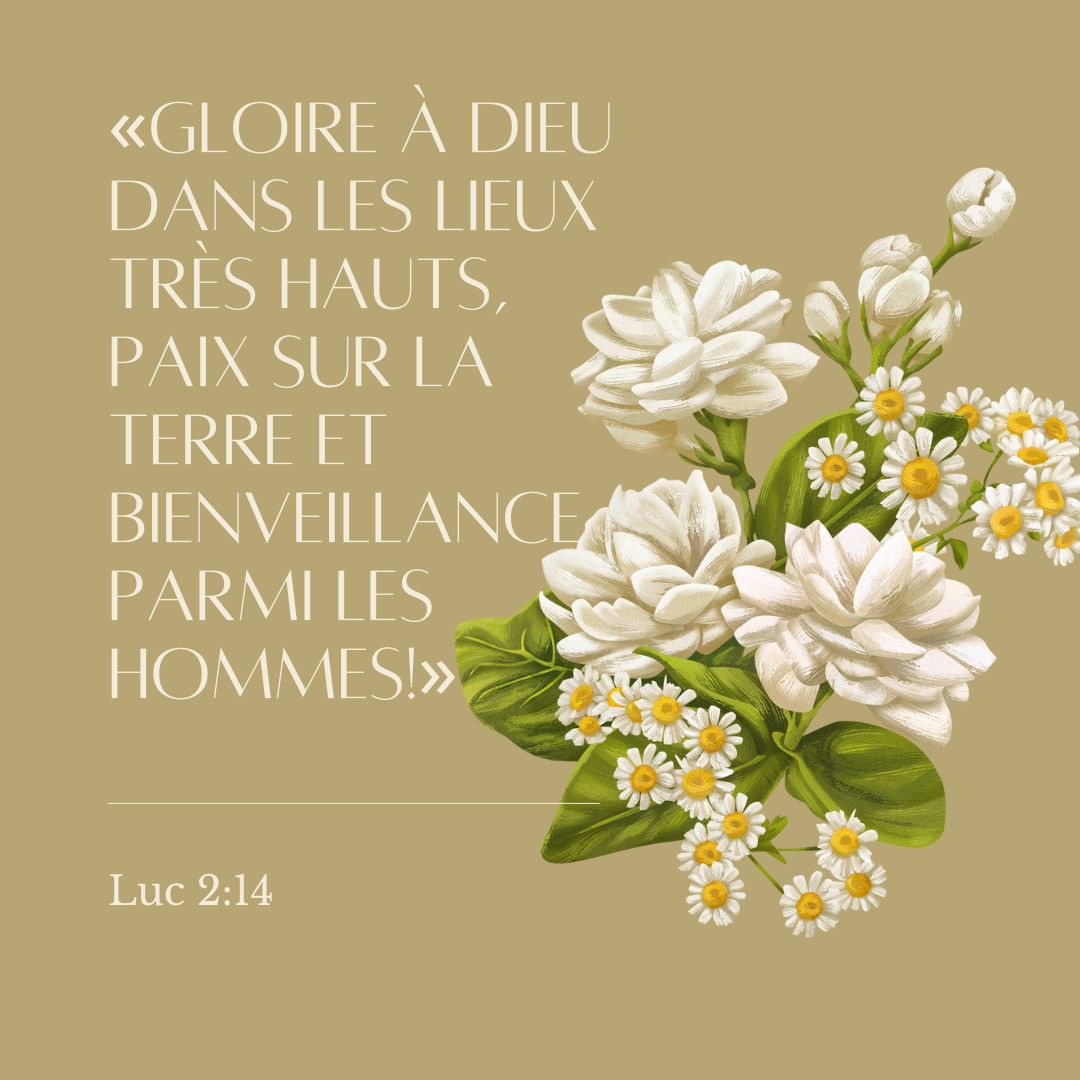 «GLOIRE À DIEU
DANS LES LIEUX
TRÈS HAUTS,
PAIX SUR LA
TERRE ET
BIENVEILLANCE
PARMI LES
HOMMES!»
Luc 2:14